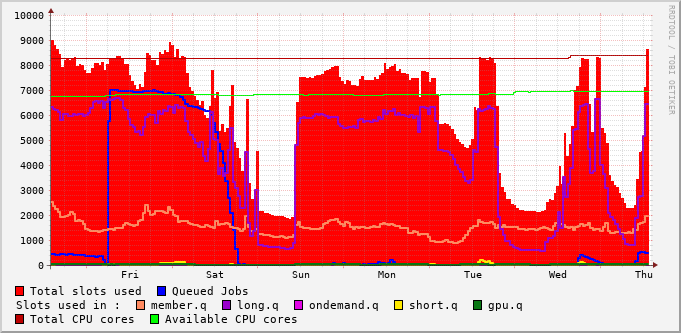 10000
9000
8000
7000
6000
5000
4000
3000
2000
1000
0
Fri Sat Sun Mon Tue Wed Thu
Total slots used Queued Jobs
Slots used in : member.q long.q ondemand.q short.q gpu.q
Total CPU cores Available CPU cores
RRDTOOL / TOBI OETIKER